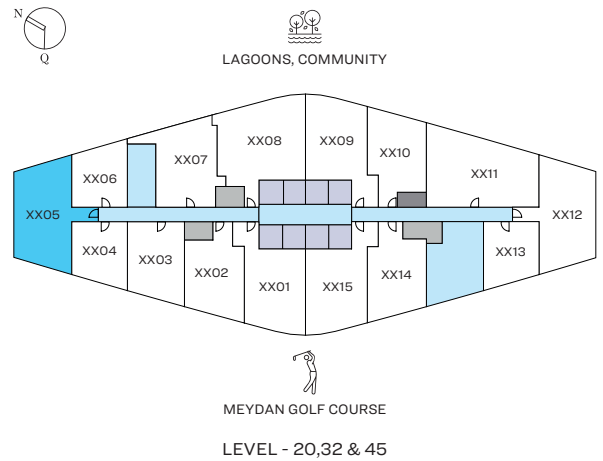 N
Q
LAGOONS, COMMUNITY
XX08
XX09
XX07
XX10
XX06
XX11
XX05
XX12
XX04
XX03
XX02
XX01
XX15
XX14
XX13
MEYDAN GOLF COURSE
LEVEL - 20,32 & 45